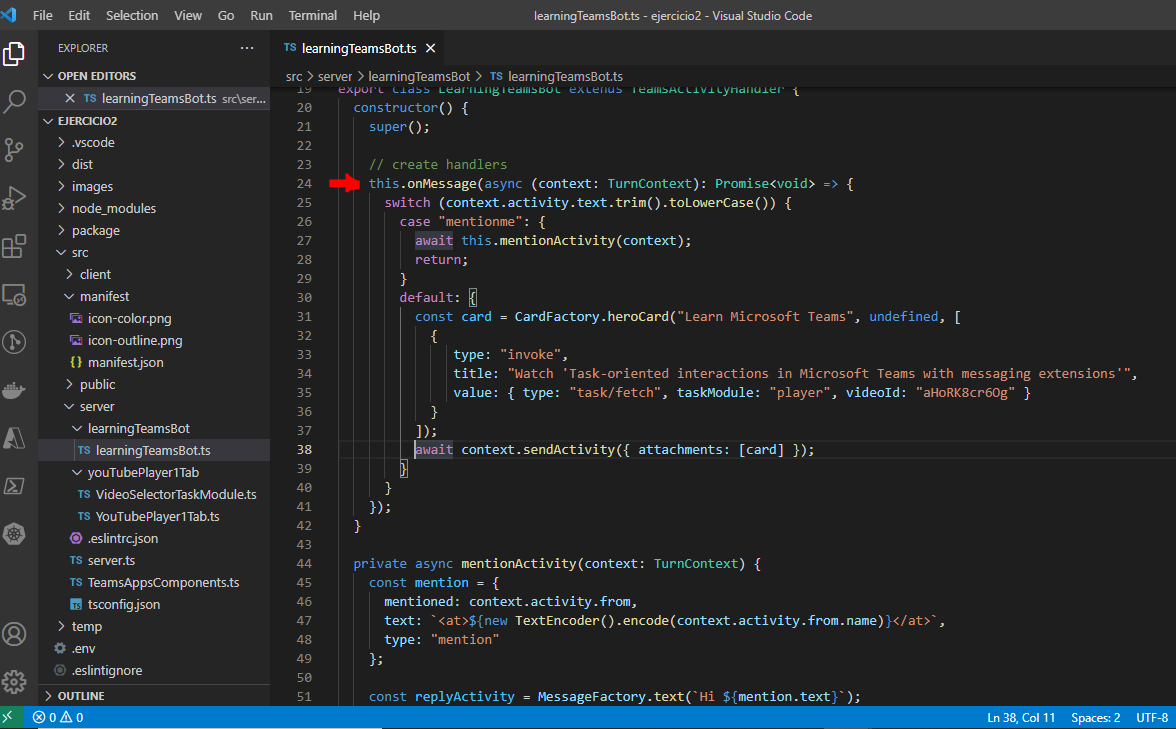 File Edit Selection View Go Run Terminal Help learningTeamsBot.ts - ejercicio2 - Visual Studio Code
EXPLORER ···
OPEN EDITORS
TS learningTeamsBot.ts src\ser...
EJERCICIO2
.vscode
dist
images
node_modules
package
src
client
manifest
icon-color.png
icon-outline.png
{} manifest.json
public
server
learningTeamsBot
TS learningTeamsBot.ts
youTubePlayer1Tab
TS VideoSelectorTaskModule.ts
TS YouTubePlayer1Tab.ts
.eslintrc.json
TS server.ts
TS TeamsAppsComponents.ts
TS tsconfig.json
temp
.env
.eslintignore
OUTLINE
TS learningTeamsBot.ts
src > server > learningTeamsBot > TS learningTeamsBot.ts
19 export class LearningTeamsBot extends TeamsActivityHandler {
20 constructor() {
21 super();
22
23 // create handlers
24 this.onMessage(async (context: TurnContext): Promise<void> => {
25 switch (context.activity.text.trim().toLowerCase()) {
26 case "mentionme": {
27 await this.mentionActivity(context);
28 return;
29 }
30 default: {
31 const card = CardFactory.heroCard("Learn Microsoft Teams", undefined, [
32 {
33 type: "invoke",
34 title: "Watch 'Task-oriented interactions in Microsoft Teams with messaging extensions'",
35 value: { type: "task/fetch", taskModule: "player", videoId: "aHoRK8cr6Og" }
36 }
37 ]);
38 await context.sendActivity({ attachments: [card] });
39 }
40 }
41 });
42 }
43
44 private async mentionActivity(context: TurnContext) {
45 const mention = {
46 mentioned: context.activity.from,
47 text: `<at>${new TextEncoder().encode(context.activity.from.name)}</at>`,
48 type: "mention"
49 };
50
51 const replyActivity = MessageFactory.text(`Hi ${mention.text}`);
0 0 Ln 38, Col 11 Spaces: 2 UTF-8